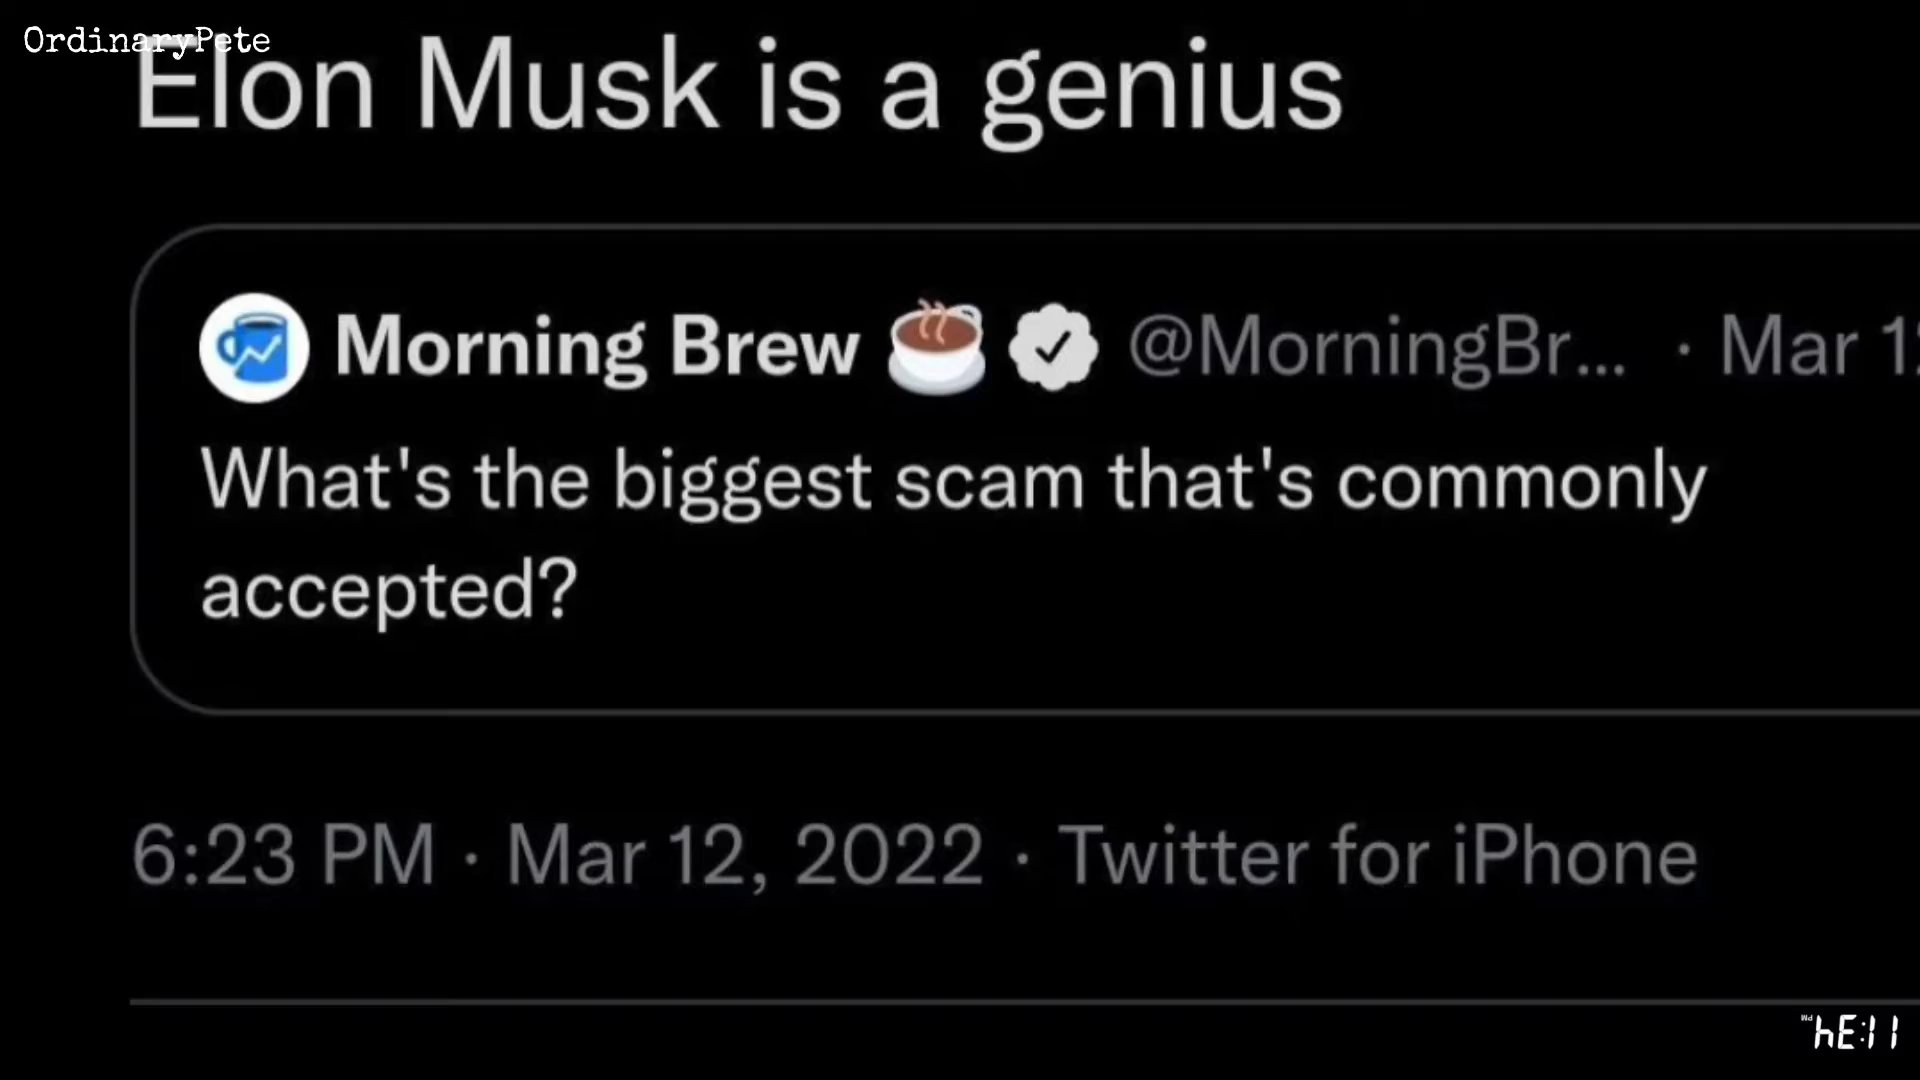 OrdinaryPete
Elon Musk is a genius
Morning Brew ☕ @MorningBr... · Mar 12
What's the biggest scam that's commonly
accepted?
6:23 PM · Mar 12, 2022 · Twitter for iPhone